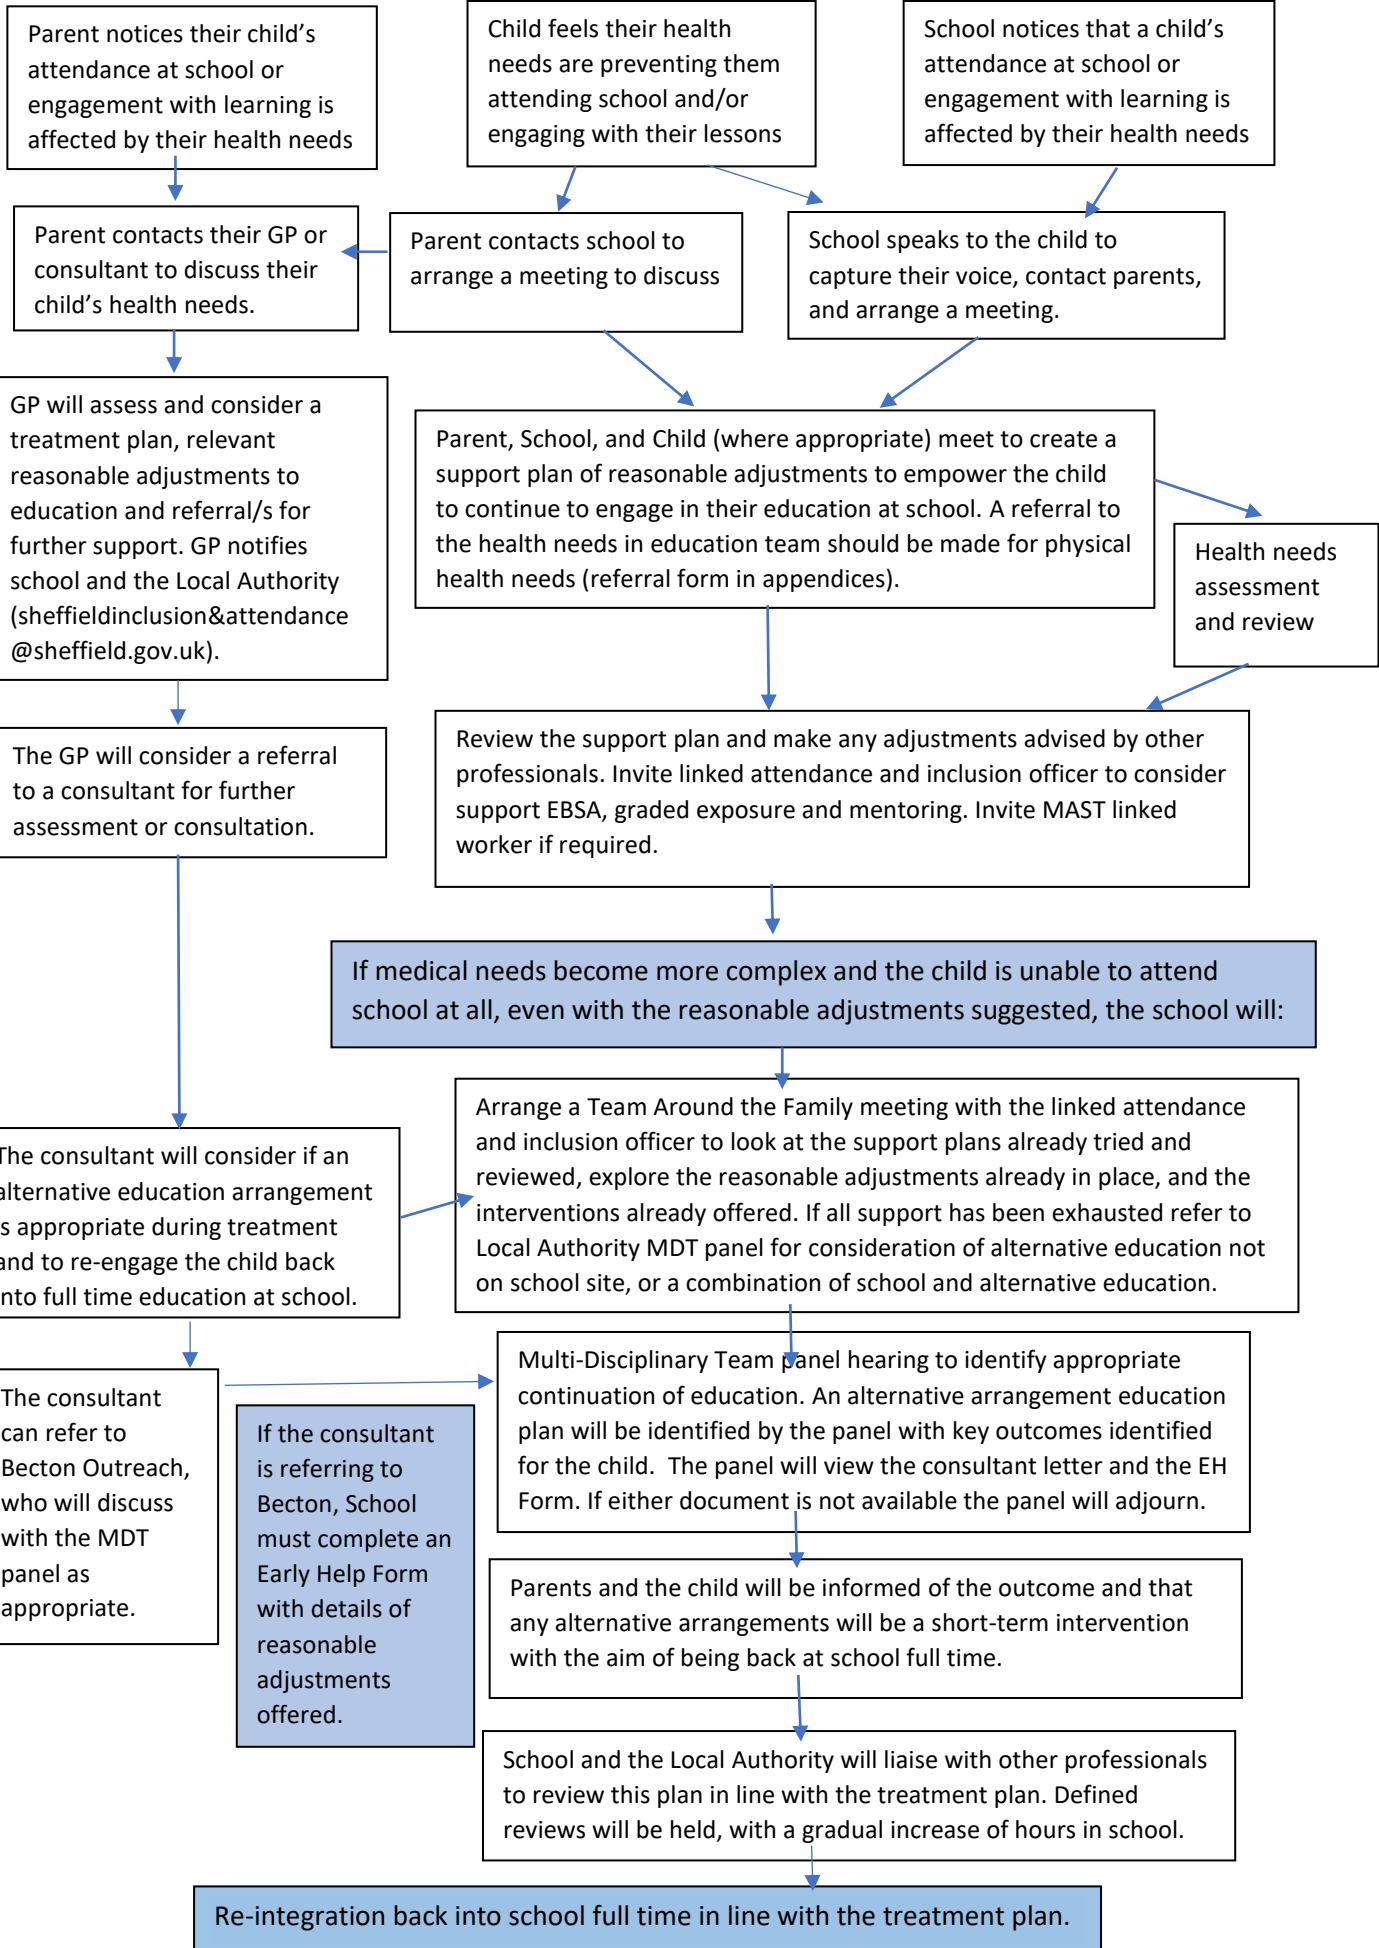 Parent notices their child’s
attendance at school or
engagement with learning is
affected by their health needs
Child feels their health
needs are preventing them
attending school and/or
engaging with their lessons
School notices that a child’s
attendance at school or
engagement with learning is
affected by their health needs
Parent contacts their GP or
consultant to discuss their
child’s health needs.
Parent contacts school to
arrange a meeting to discuss
School speaks to the child to
capture their voice, contact parents,
and arrange a meeting.
GP will assess and consider a
treatment plan, relevant
reasonable adjustments to
education and referral/s for
further support. GP notifies
school and the Local Authority
(sheffieldinclusion&attendance
@sheffield.gov.uk).
Parent, School, and Child (where appropriate) meet to create a
support plan of reasonable adjustments to empower the child
to continue to engage in their education at school. A referral to
the health needs in education team should be made for physical
health needs (referral form in appendices).
Health needs
assessment
and review
The GP will consider a referral
to a consultant for further
assessment or consultation.
Review the support plan and make any adjustments advised by other
professionals. Invite linked attendance and inclusion officer to consider
support EBSA, graded exposure and mentoring. Invite MAST linked
worker if required.
If medical needs become more complex and the child is unable to attend
school at all, even with the reasonable adjustments suggested, the school will:
The consultant will consider if an
alternative education arrangement
is appropriate during treatment
and to re-engage the child back
into full time education at school.
Arrange a Team Around the Family meeting with the linked attendance
and inclusion officer to look at the support plans already tried and
reviewed, explore the reasonable adjustments already in place, and the
interventions already offered. If all support has been exhausted refer to
Local Authority MDT panel for consideration of alternative education not
on school site, or a combination of school and alternative education.
The consultant
can refer to
Becton Outreach,
who will discuss
with the MDT
panel as
appropriate.
If the consultant
is referring to
Becton, School
must complete an
Early Help Form
with details of
reasonable
adjustments
offered.
Multi-Disciplinary Team panel hearing to identify appropriate
continuation of education. An alternative arrangement education
plan will be identified by the panel with key outcomes identified
for the child.  The panel will view the consultant letter and the EH
Form. If either document is not available the panel will adjourn.
Parents and the child will be informed of the outcome and that
any alternative arrangements will be a short-term intervention
with the aim of being back at school full time.
School and the Local Authority will liaise with other professionals
to review this plan in line with the treatment plan. Defined
reviews will be held, with a gradual increase of hours in school.
Re-integration back into school full time in line with the treatment plan.